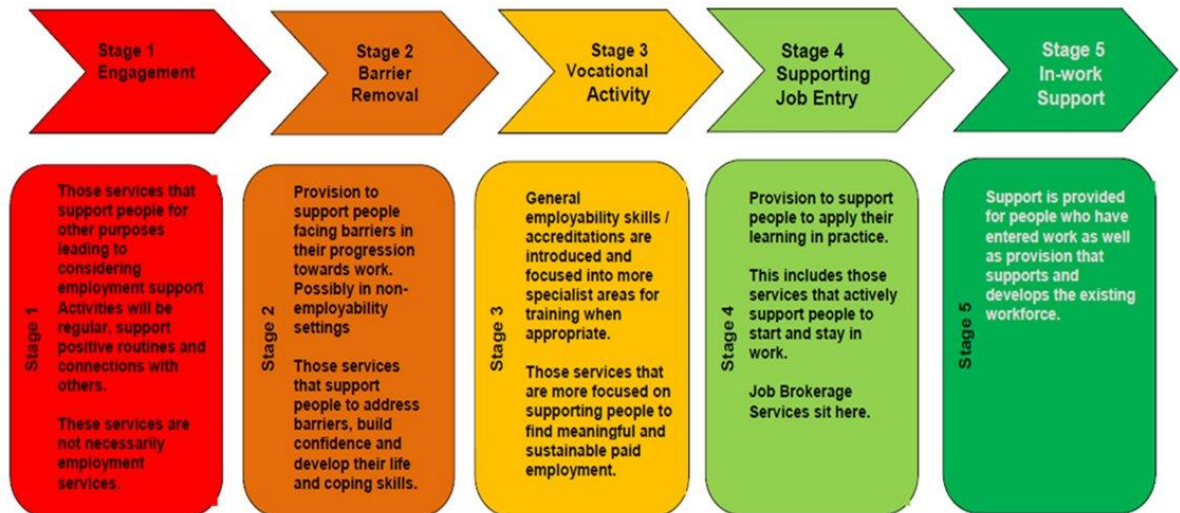 Stage 1
Engagement
Stage 2
Barrier
Removal
Stage 3
Vocational
Activity
Stage 4
Supporting
Job Entry
Stage 5
In-work
Support
Stage 1
Those services that
support people for
other purposes
leading to
considering
employment support
Activities will be
regular, support
positive routines and
connections with
others.
These services are
not necessarily
employment
services.
Stage 2
Provision to
support people
facing barriers in
their progression
towards work.
Possibly in non-
employability
settings
Those services
that support
people to address
barriers, build
confidence and
develop their life
and coping skills.
Stage 3
General
employability skills /
accreditations are
introduced and
focused into more
specialist areas for
training when
appropriate.
Those services that
are more focused on
supporting people to
find meaningful and
sustainable paid
employment.
Stage 4
Provision to support
people to apply their
learning in practice.
This includes those
services that actively
support people to
start and stay in
work.
Job Brokerage
Services sit here.
Stage 5
Support is provided
for people who have
entered work as well
as provision that
supports and
develops the existing
workforce.